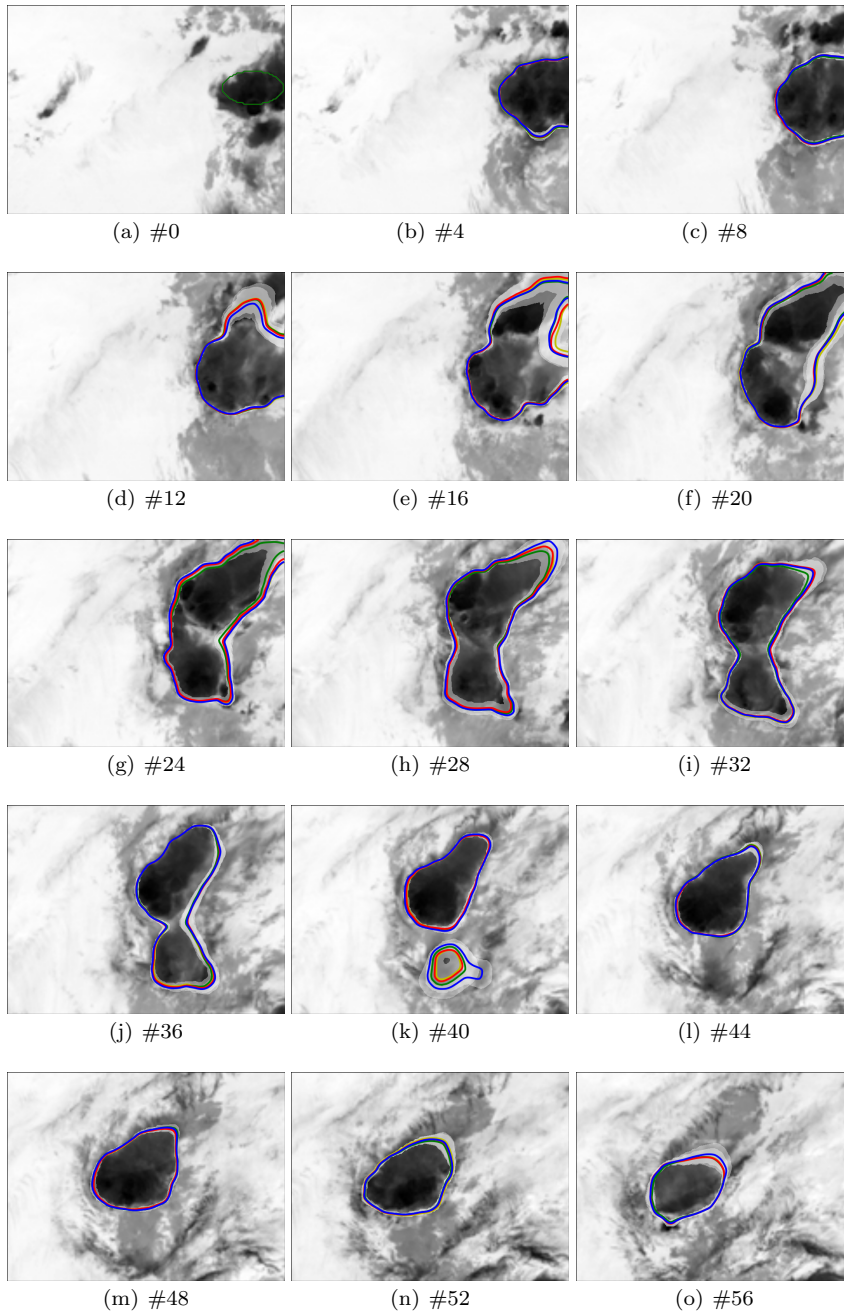 (a) #0
(b) #4
(c) #8
(d) #12
(e) #16
(f) #20
(g) #24
(h) #28
(i) #32
(j) #36
(k) #40
(l) #44
(m) #48
(n) #52
(o) #56